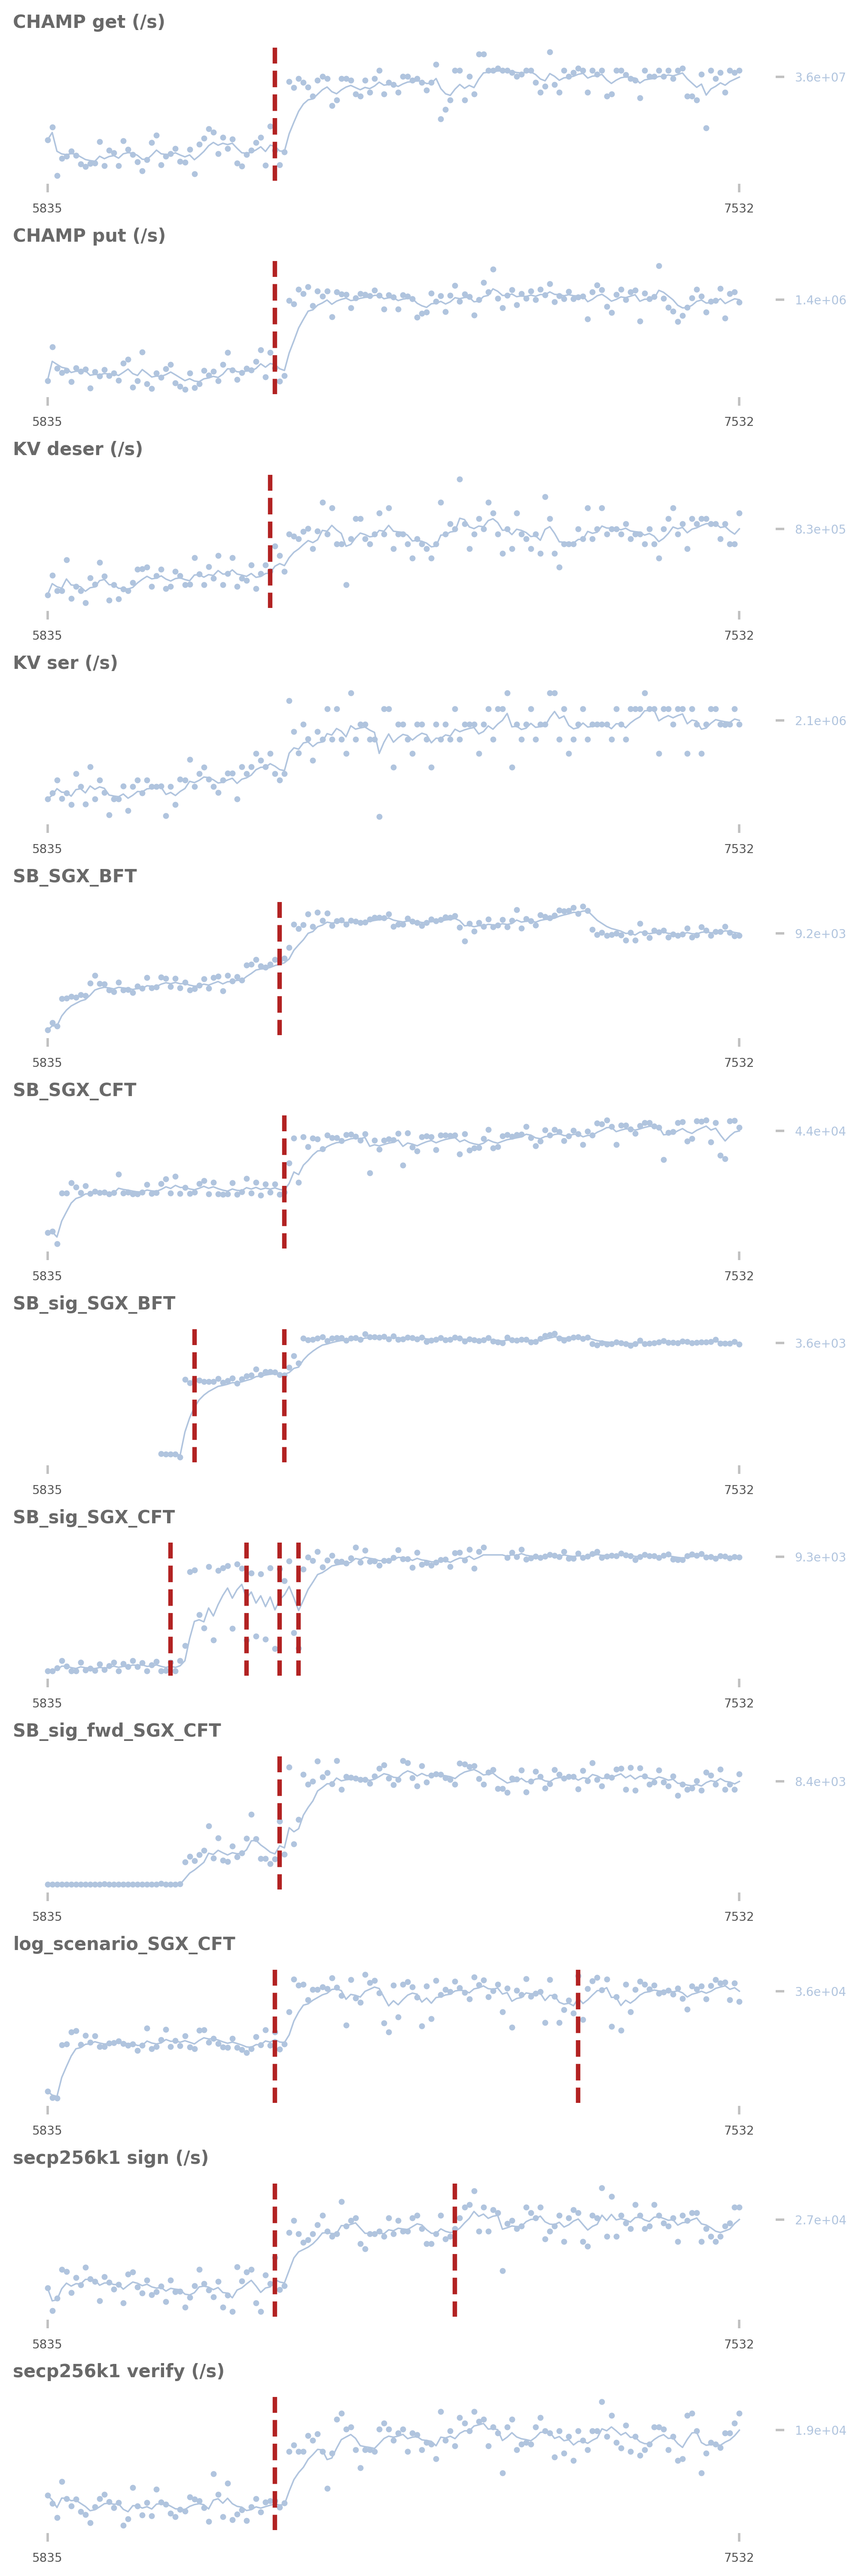 CHAMP get (/s)
3.6e+07
5835 7532
CHAMP put (/s)
1.4e+06
5835 7532
KV deser (/s)
8.3e+05
5835 7532
KV ser (/s)
2.1e+06
5835 7532
SB_SGX_BFT
9.2e+03
5835 7532
SB_SGX_CFT
4.4e+04
5835 7532
SB_sig_SGX_BFT
3.6e+03
5835 7532
SB_sig_SGX_CFT
9.3e+03
5835 7532
SB_sig_fwd_SGX_CFT
8.4e+03
5835 7532
log_scenario_SGX_CFT
3.6e+04
5835 7532
secp256k1 sign (/s)
2.7e+04
5835 7532
secp256k1 verify (/s)
1.9e+04
5835 7532